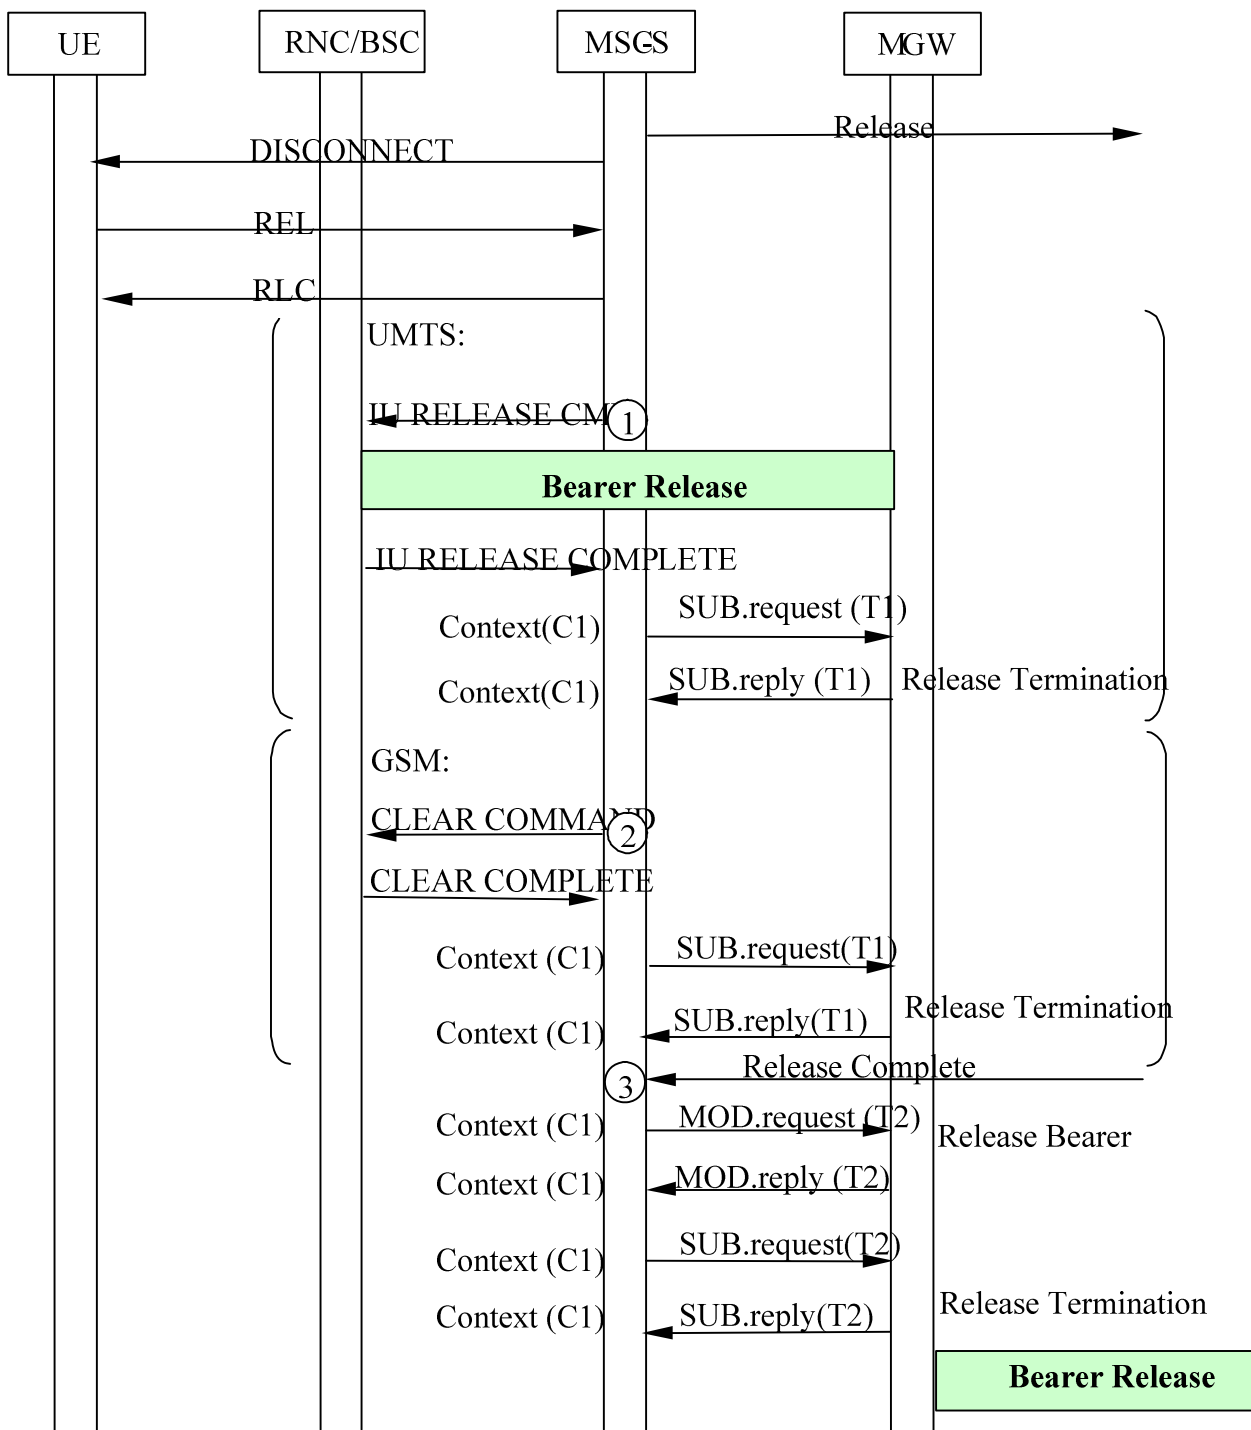 UE
RNC/BSC
MSC-S
MGW
Release
DISCONNECT
REL
RLC
UMTS:
IU RELEASE CM
1
Bearer Release
IU RELEASE COMPLETE
SUB.request (T1)
Context(C1)
SUB.reply (T1)
Release Termination
Context(C1)
GSM:
CLEAR COMMAND
2
CLEAR COMPLETE
SUB.request(T1)
Context (C1)
Release Termination
SUB.reply(T1)
Context (C1)
Release Complete
3
MOD.request (T2)
Context (C1)
Release Bearer
MOD.reply (T2)
Context (C1)
SUB.request(T2)
Context (C1)
Release Termination
SUB.reply(T2)
Context (C1)
Bearer Release